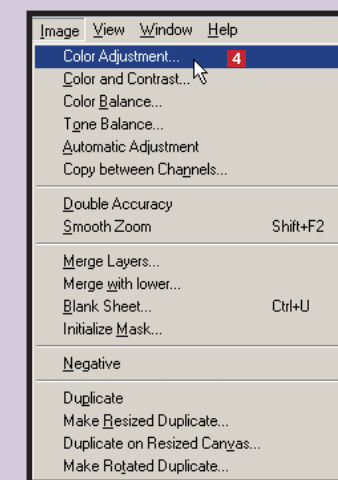 Image View Window Help
Color Adjustment... 4
Color and Contrast...
Color Balance...
Tone Balance...
Automatic Adjustment
Copy between Channels...
Double Accuracy
Smooth Zoom Shift+F2
Merge Layers...
Merge with lower...
Blank Sheet... Ctrl+U
Initialize Mask...
Negative
Duplicate
Make Resized Duplicate...
Duplicate on Resized Canvas...
Make Rotated Duplicate...